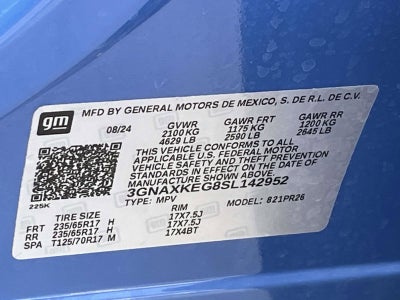 gm
MFD BY GENERAL MOTORS DE MEXICO, S. DE R.L. DE C.V.
08/24 GVWR GAWR FRT GAWR RR
2100 KG 1175 KG 1200 KG
4629 LB 2590 LB 2645 LB
THIS VEHICLE CONFORMS TO ALL
APPLICABLE U.S. FEDERAL MOTOR
VEHICLE SAFETY, BUMPER, AND THEFT
PREVENTION STANDARDS IN EFFECT ON
THE DATE OF MANUFACTURE SHOWN ABOVE.
3GNAXKEG8SL142952
225K TYPE: MPV MODEL: 821PR26
TIRE SIZE RIM
FRT 235/65R17 H 17X7.5J
RR 235/65R17 H 17X7.5J
SPA T125/70R17 M 17X4BT